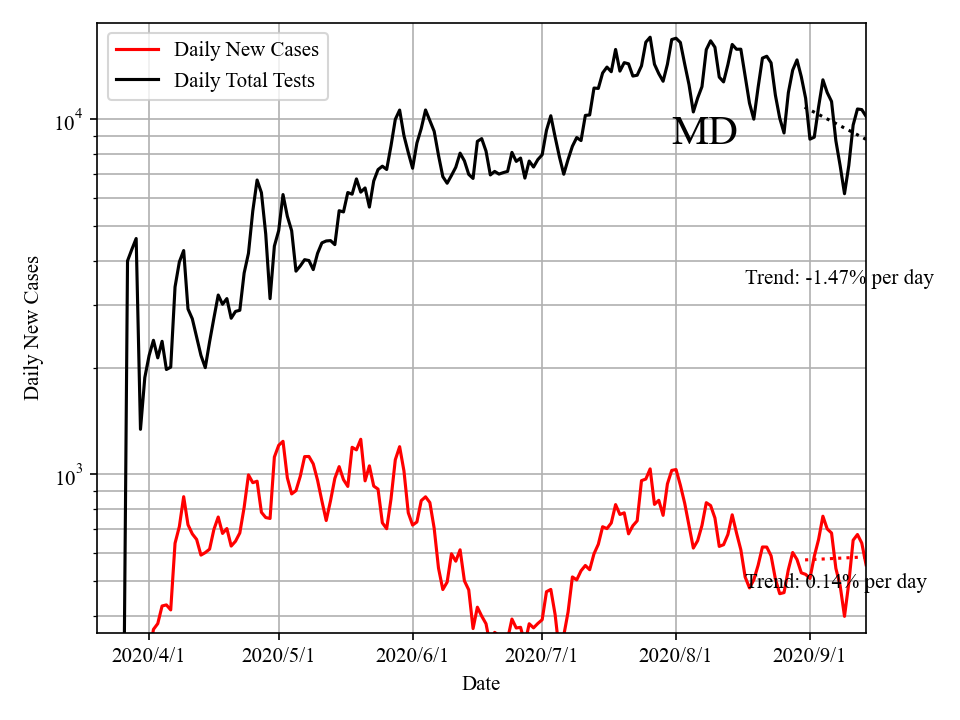 Daily New Cases
Daily Total Tests
MD
Trend: -1.47% per day
Trend: 0.14% per day
Daily New Cases
10^4
10^3
2020/4/1 2020/5/1 2020/6/1 2020/7/1 2020/8/1 2020/9/1
Date